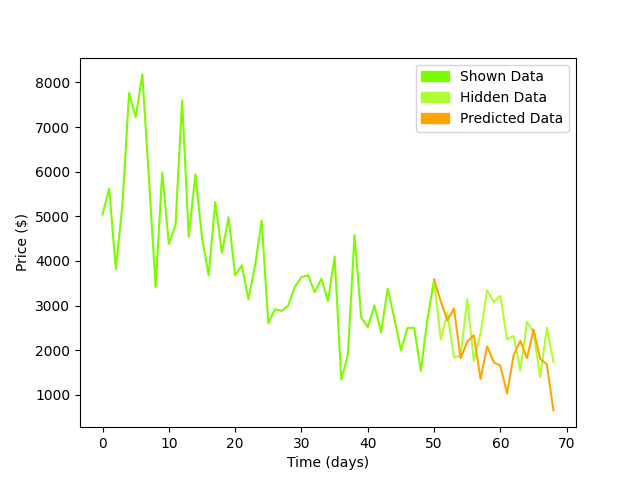 Shown Data
Hidden Data
Predicted Data
Price ($)
8000
7000
6000
5000
4000
3000
2000
1000
0 10 20 30 40 50 60 70
Time (days)